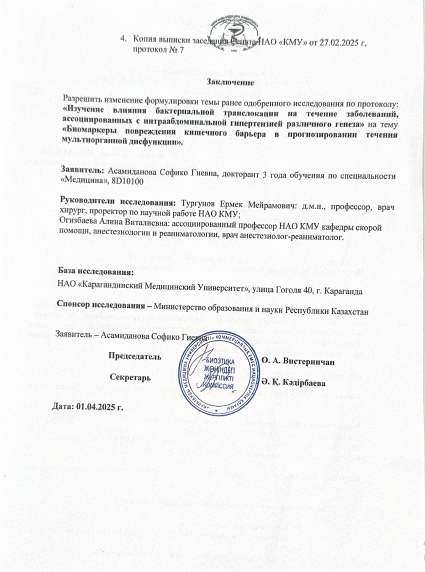 4. Копия выписки заседания Сената НАО «КМУ» от 27.02.2025 г,
протокол № 7
Заключение
Разрешить изменение формулировки темы ранее одобренного исследования по протоколу:
«Изучение влияния бактериальной транслокации на течение заболеваний,
ассоциированных с интраабдоминальной гипертензией различного генеза» на тему
«Биомаркеры повреждения кишечного барьера в прогнозировании течения
мультиорганной дисфункции».
Заявитель: Асамиданова Софико Гиевна, докторант 3 года обучения по специальности
«Медицина», 8D10100
Руководители исследования: Тургунов Ермек Мейрамович: д.м.н., профессор, врач
хирург, проректор по научной работе НАО КМУ;
Огизбаева Алина Виталиевна: ассоциированный профессор НАО КМУ кафедры скорой
помощи, анестезиологии и реаниматологии, врач анестезиолог-реаниматолог.
База исследования:
НАО «Карагандинский Медицинский Университет», улица Гоголя 40, г. Караганда
Спонсор исследования – Министерство образования и науки Республики Казахстан
Заявитель – Асамиданова Софико Гиевна
Председатель
О. А. Вистерничан
Секретарь
Ә. Қ. Қадірбаева
БИОЭТИКА
ЖӨНІНДЕГІ
ЖЕРГІЛІКТІ
КОМИССИЯ
Дата: 01.04.2025 г.